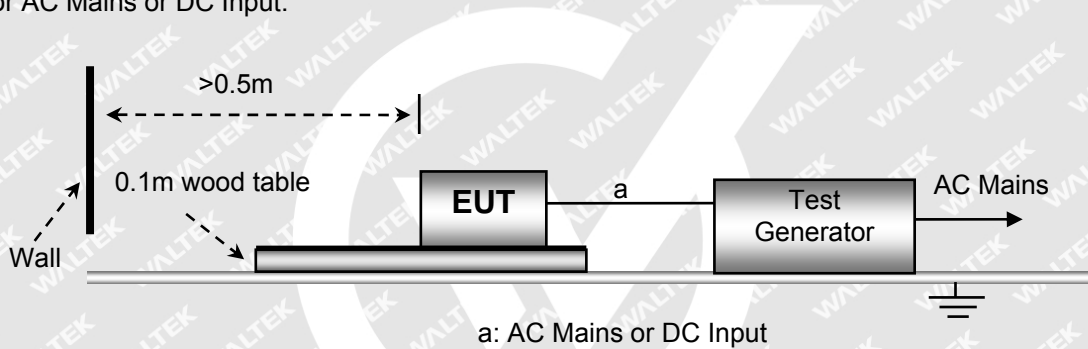 or AC Mains or DC Input.
>0.5m
0.1m wood table
EUT
a
Test
Generator
AC Mains
Wall
a: AC Mains or DC Input
WALTEK